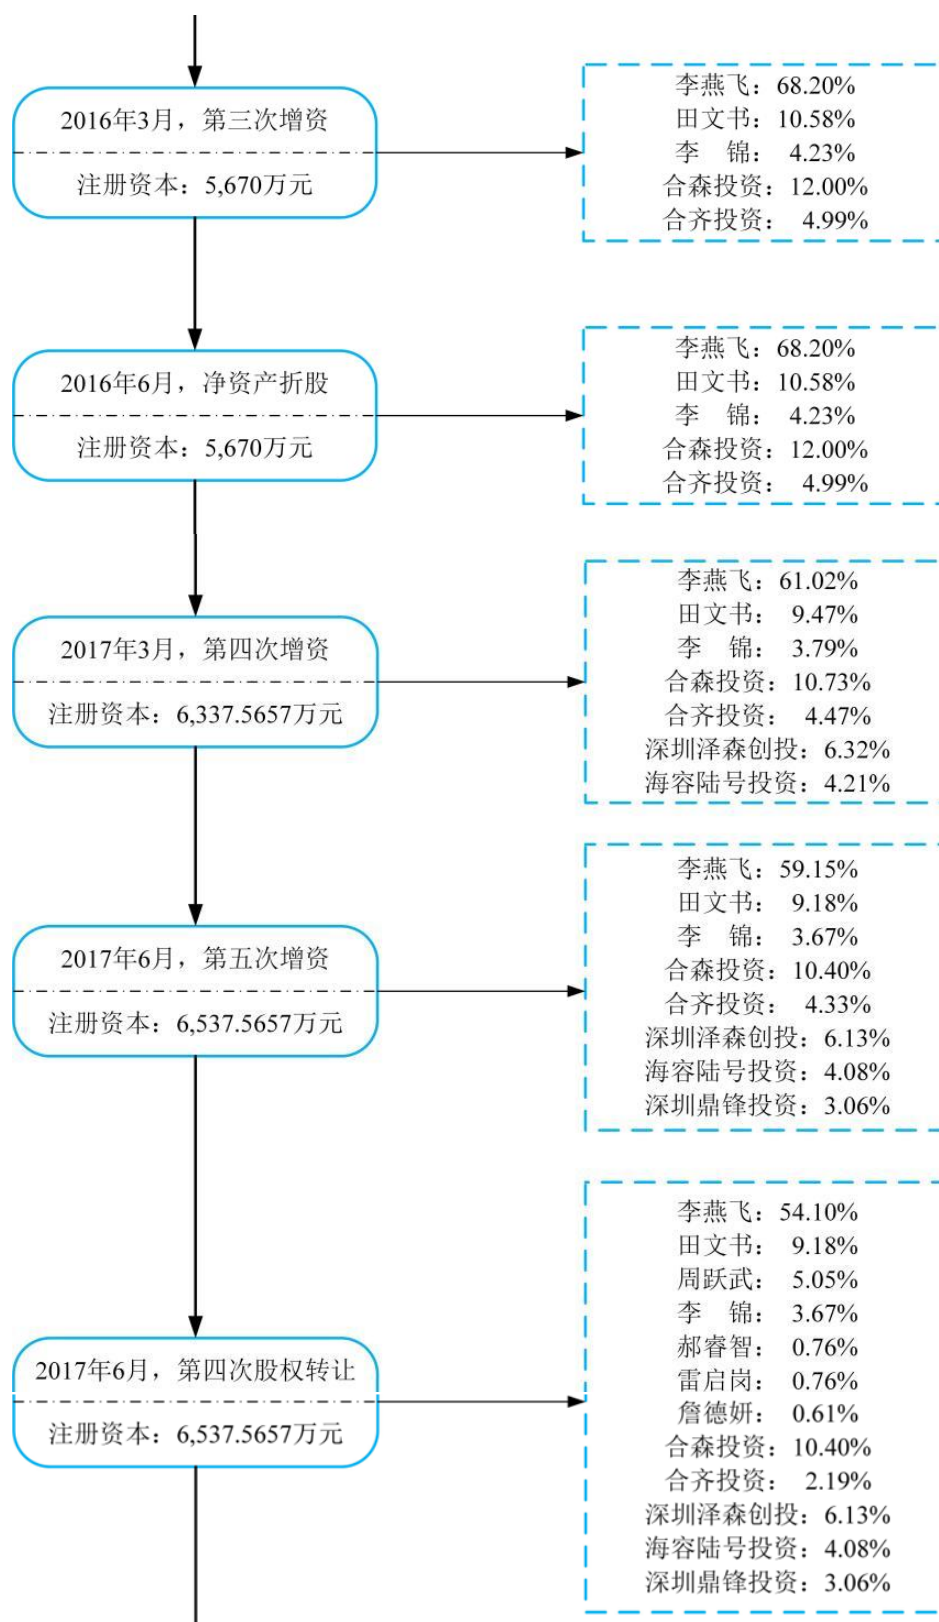 2016年3月，第三次增资
注册资本：5,670万元
李燕飞：68.20%
田文书：10.58%
李　锦： 4.23%
合森投资：12.00%
合齐投资： 4.99%
2016年6月，净资产折股
注册资本：5,670万元
李燕飞：68.20%
田文书：10.58%
李　锦： 4.23%
合森投资：12.00%
合齐投资： 4.99%
2017年3月，第四次增资
注册资本：6,337.5657万元
李燕飞：61.02%
田文书： 9.47%
李　锦： 3.79%
合森投资：10.73%
合齐投资： 4.47%
深圳泽森创投：6.32%
海容陆号投资：4.21%
2017年6月，第五次增资
注册资本：6,537.5657万元
李燕飞：59.15%
田文书： 9.18%
李　锦： 3.67%
合森投资：10.40%
合齐投资： 4.33%
深圳泽森创投：6.13%
海容陆号投资：4.08%
深圳鼎锋投资：3.06%
2017年6月，第四次股权转让
注册资本：6,537.5657万元
李燕飞：54.10%
田文书： 9.18%
周跃武： 5.05%
李　锦： 3.67%
郝睿智： 0.76%
雷启岗： 0.76%
詹德妍： 0.61%
合森投资：10.40%
合齐投资： 2.19%
深圳泽森创投：6.13%
海容陆号投资：4.08%
深圳鼎锋投资：3.06%